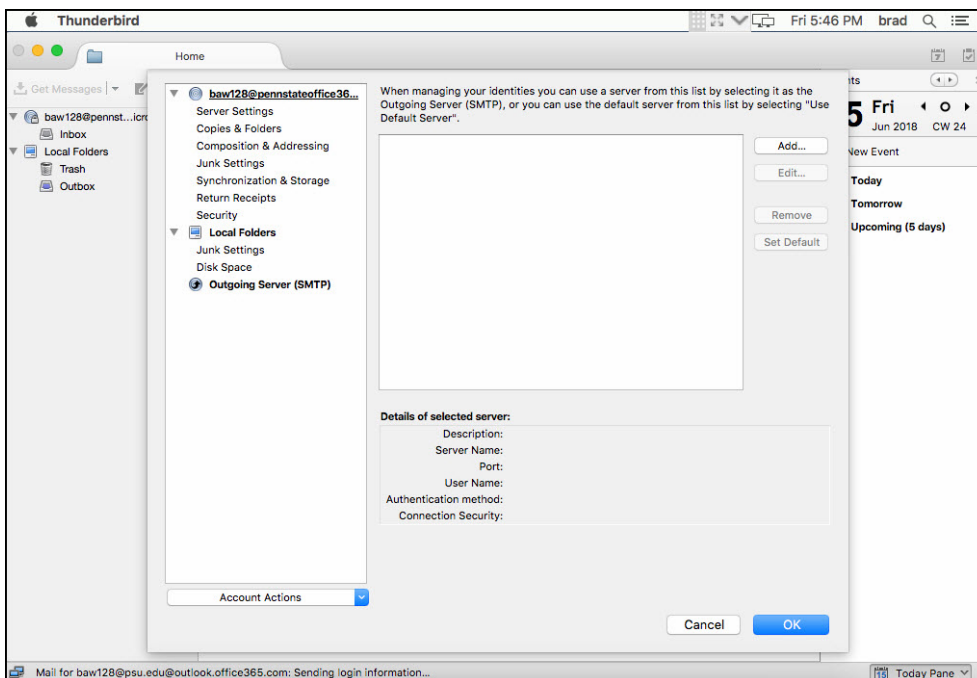 Thunderbird Fri 5:46 PM brad
Home
Get Messages
baw128@pennst...icro
Inbox
Local Folders
Trash
Outbox
baw128@pennstateoffice36...
Server Settings
Copies & Folders
Composition & Addressing
Junk Settings
Synchronization & Storage
Return Receipts
Security
Local Folders
Junk Settings
Disk Space
Outgoing Server (SMTP)
Account Actions
When managing your identities you can use a server from this list by selecting it as the
Outgoing Server (SMTP), or you can use the default server from this list by selecting "Use
Default Server".
Add...
Edit...
Remove
Set Default
Details of selected server:
Description:
Server Name:
Port:
User Name:
Authentication method:
Connection Security:
Cancel OK
nts
5 Fri
Jun 2018 CW 24
New Event
Today
Tomorrow
Upcoming (5 days)
Mail for baw128@psu.edu@outlook.office365.com: Sending login information...
15 Today Pane